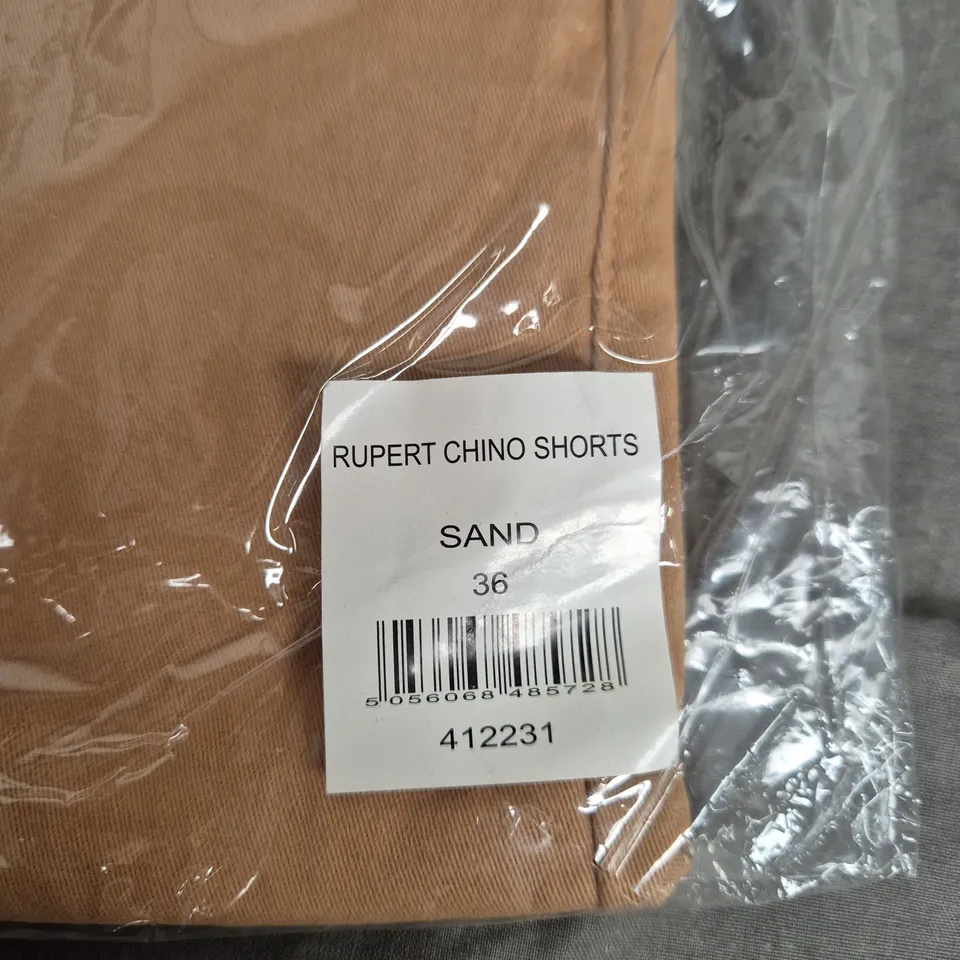 RUPERT CHINO SHORTS
SAND
36
5 056068 485728
412231